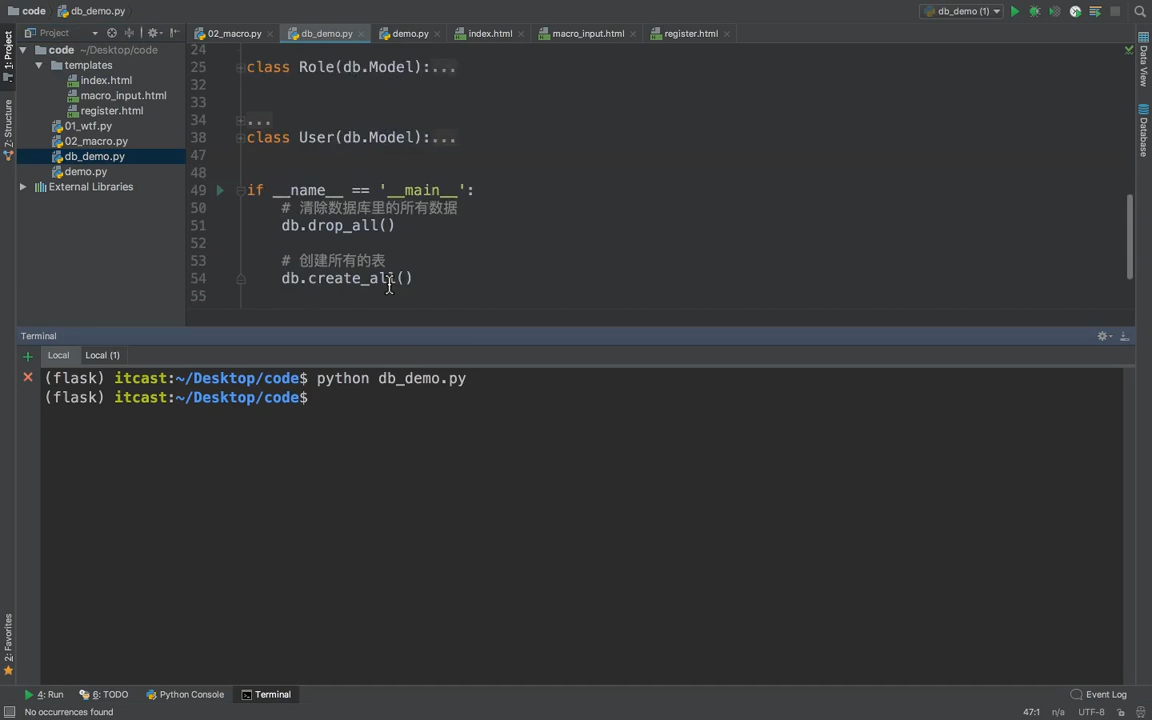 code
db_demo.py
db_demo (1)
1: Project
Project
02_macro.py
db_demo.py
demo.py
index.html
macro_input.html
register.html
code ~/Desktop/code
templates
index.html
macro_input.html
register.html
01_wtf.py
02_macro.py
db_demo.py
demo.py
External Libraries
Z: Structure
2: Favorites
Data View
Database
24
25 class Role(db.Model):...
32
33
34 ...
38 class User(db.Model):...
47
48
49 if __name__ == '__main__':
50 # 清除数据库里的所有数据
51 db.drop_all()
52
53 # 创建所有的表
54 db.create_all()
55
Terminal
Local
Local (1)
(flask) itcast:~/Desktop/code$ python db_demo.py
(flask) itcast:~/Desktop/code$
4: Run
6: TODO
Python Console
Terminal
Event Log
No occurrences found
47:1
n/a
UTF-8